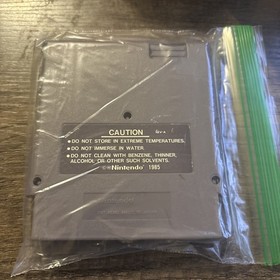 CAUTION
●DO NOT STORE IN EXTREME TEMPERATURES.
●DO NOT IMMERSE IN WATER.
●DO NOT CLEAN WITH BENZENE, THINNER,
ALCOHOL OR OTHER SUCH SOLVENTS.
©Nintendo 1985